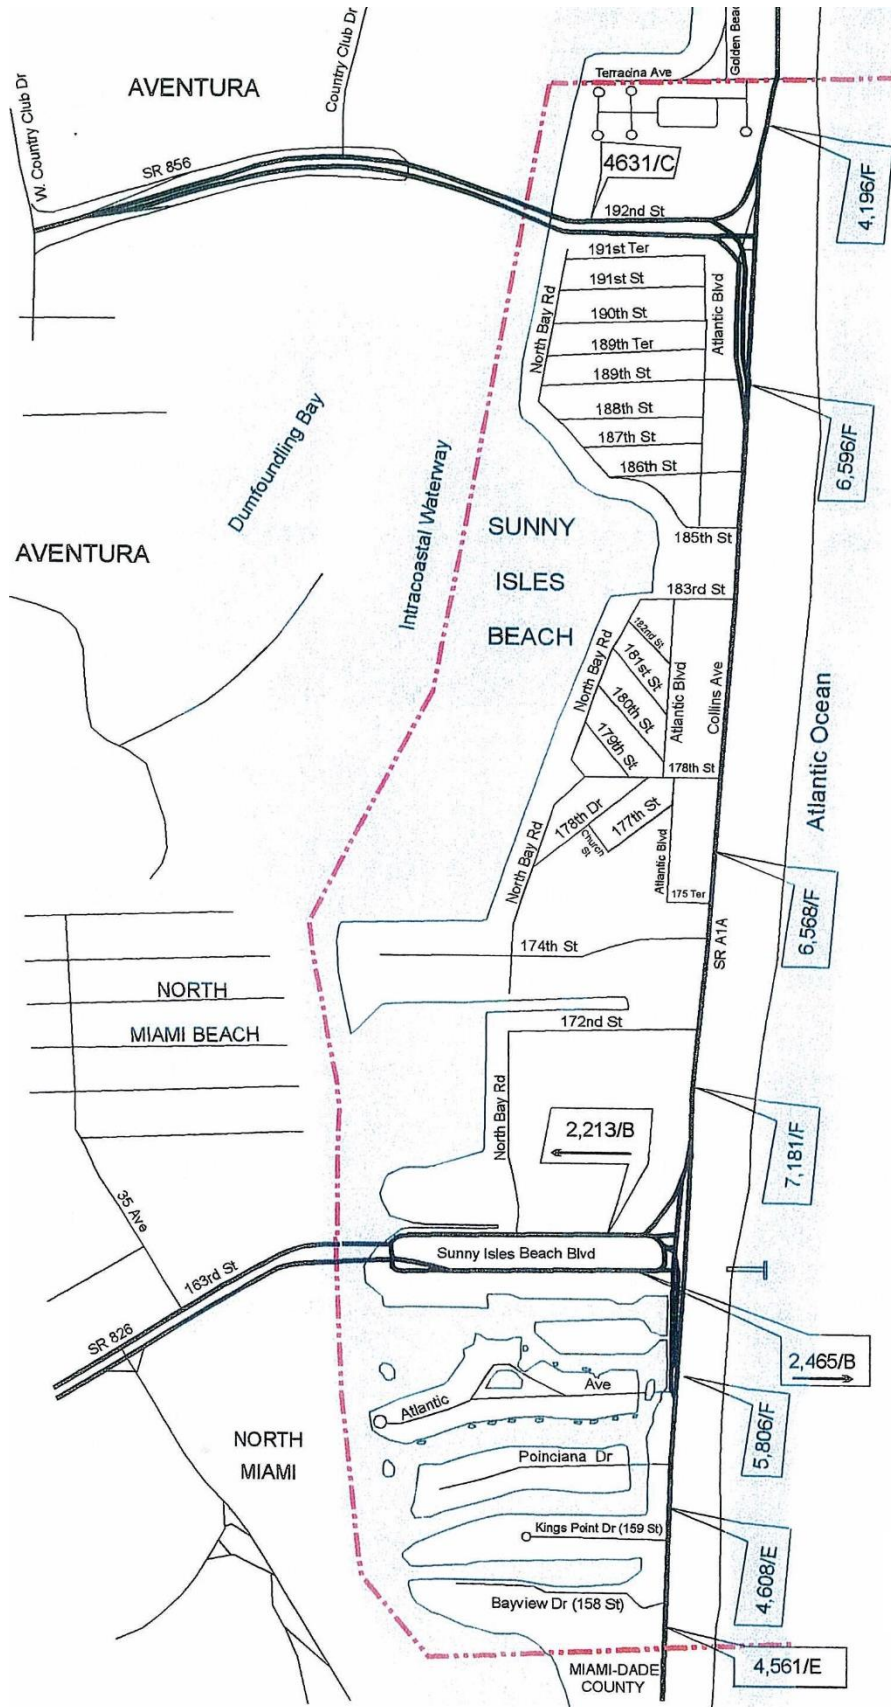 W. Country Club Dr
AVENTURA
Country Club Dr
SR 856
Terracina Ave
4631/C
192nd St
4,196/F
191st Ter
191st St
190th St
189th Ter
189th St
188th St
187th St
186th St
North Bay Rd
Atlantic Blvd
6,596/F
Dumfoundling Bay
Intracoastal Waterway
AVENTURA
SUNNY
ISLES
BEACH
185th St
183rd St
182nd St
181st St
180th St
179th St
North Bay Rd
Atlantic Blvd
Collins Ave
178th St
Atlantic Ocean
178th Dr
177th St
Church St
Atlantic Blvd
175 Ter
North Bay Rd
6,568/F
SR A1A
174th St
NORTH
MIAMI BEACH
172nd St
North Bay Rd
7,181/F
2,213/B
35 Ave
163rd St
SR 826
Sunny Isles Beach Blvd
2,465/B
Atlantic
Ave
5,806/F
NORTH
MIAMI
Poinciana Dr
Kings Point Dr (159 St)
4,608/E
Bayview Dr (158 St)
MIAMI-DADE
COUNTY
4,561/E